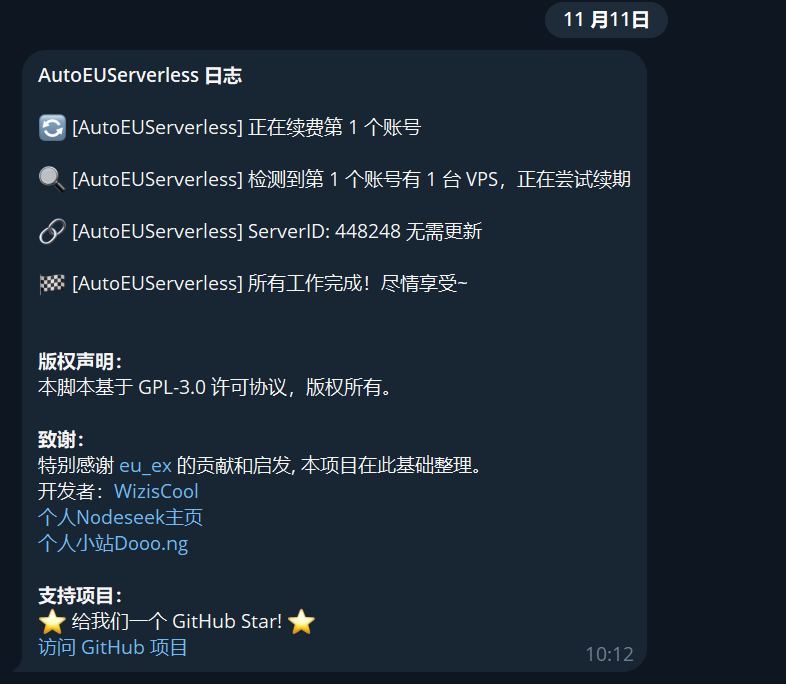 11 月11日
AutoEUServerless 日志
[AutoEUServerless] 正在续费第 1 个账号
[AutoEUServerless] 检测到第 1 个账号有 1 台 VPS，正在尝试续期
[AutoEUServerless] ServerID: 448248 无需更新
[AutoEUServerless] 所有工作完成！尽情享受~
版权声明：
本脚本基于 GPL-3.0 许可协议，版权所有。
致谢：
特别感谢 eu_ex 的贡献和启发, 本项目在此基础整理。
开发者：WizisCool
个人Nodeseek主页
个人小站Dooo.ng
支持项目：
给我们一个 GitHub Star!
访问 GitHub 项目
10:12